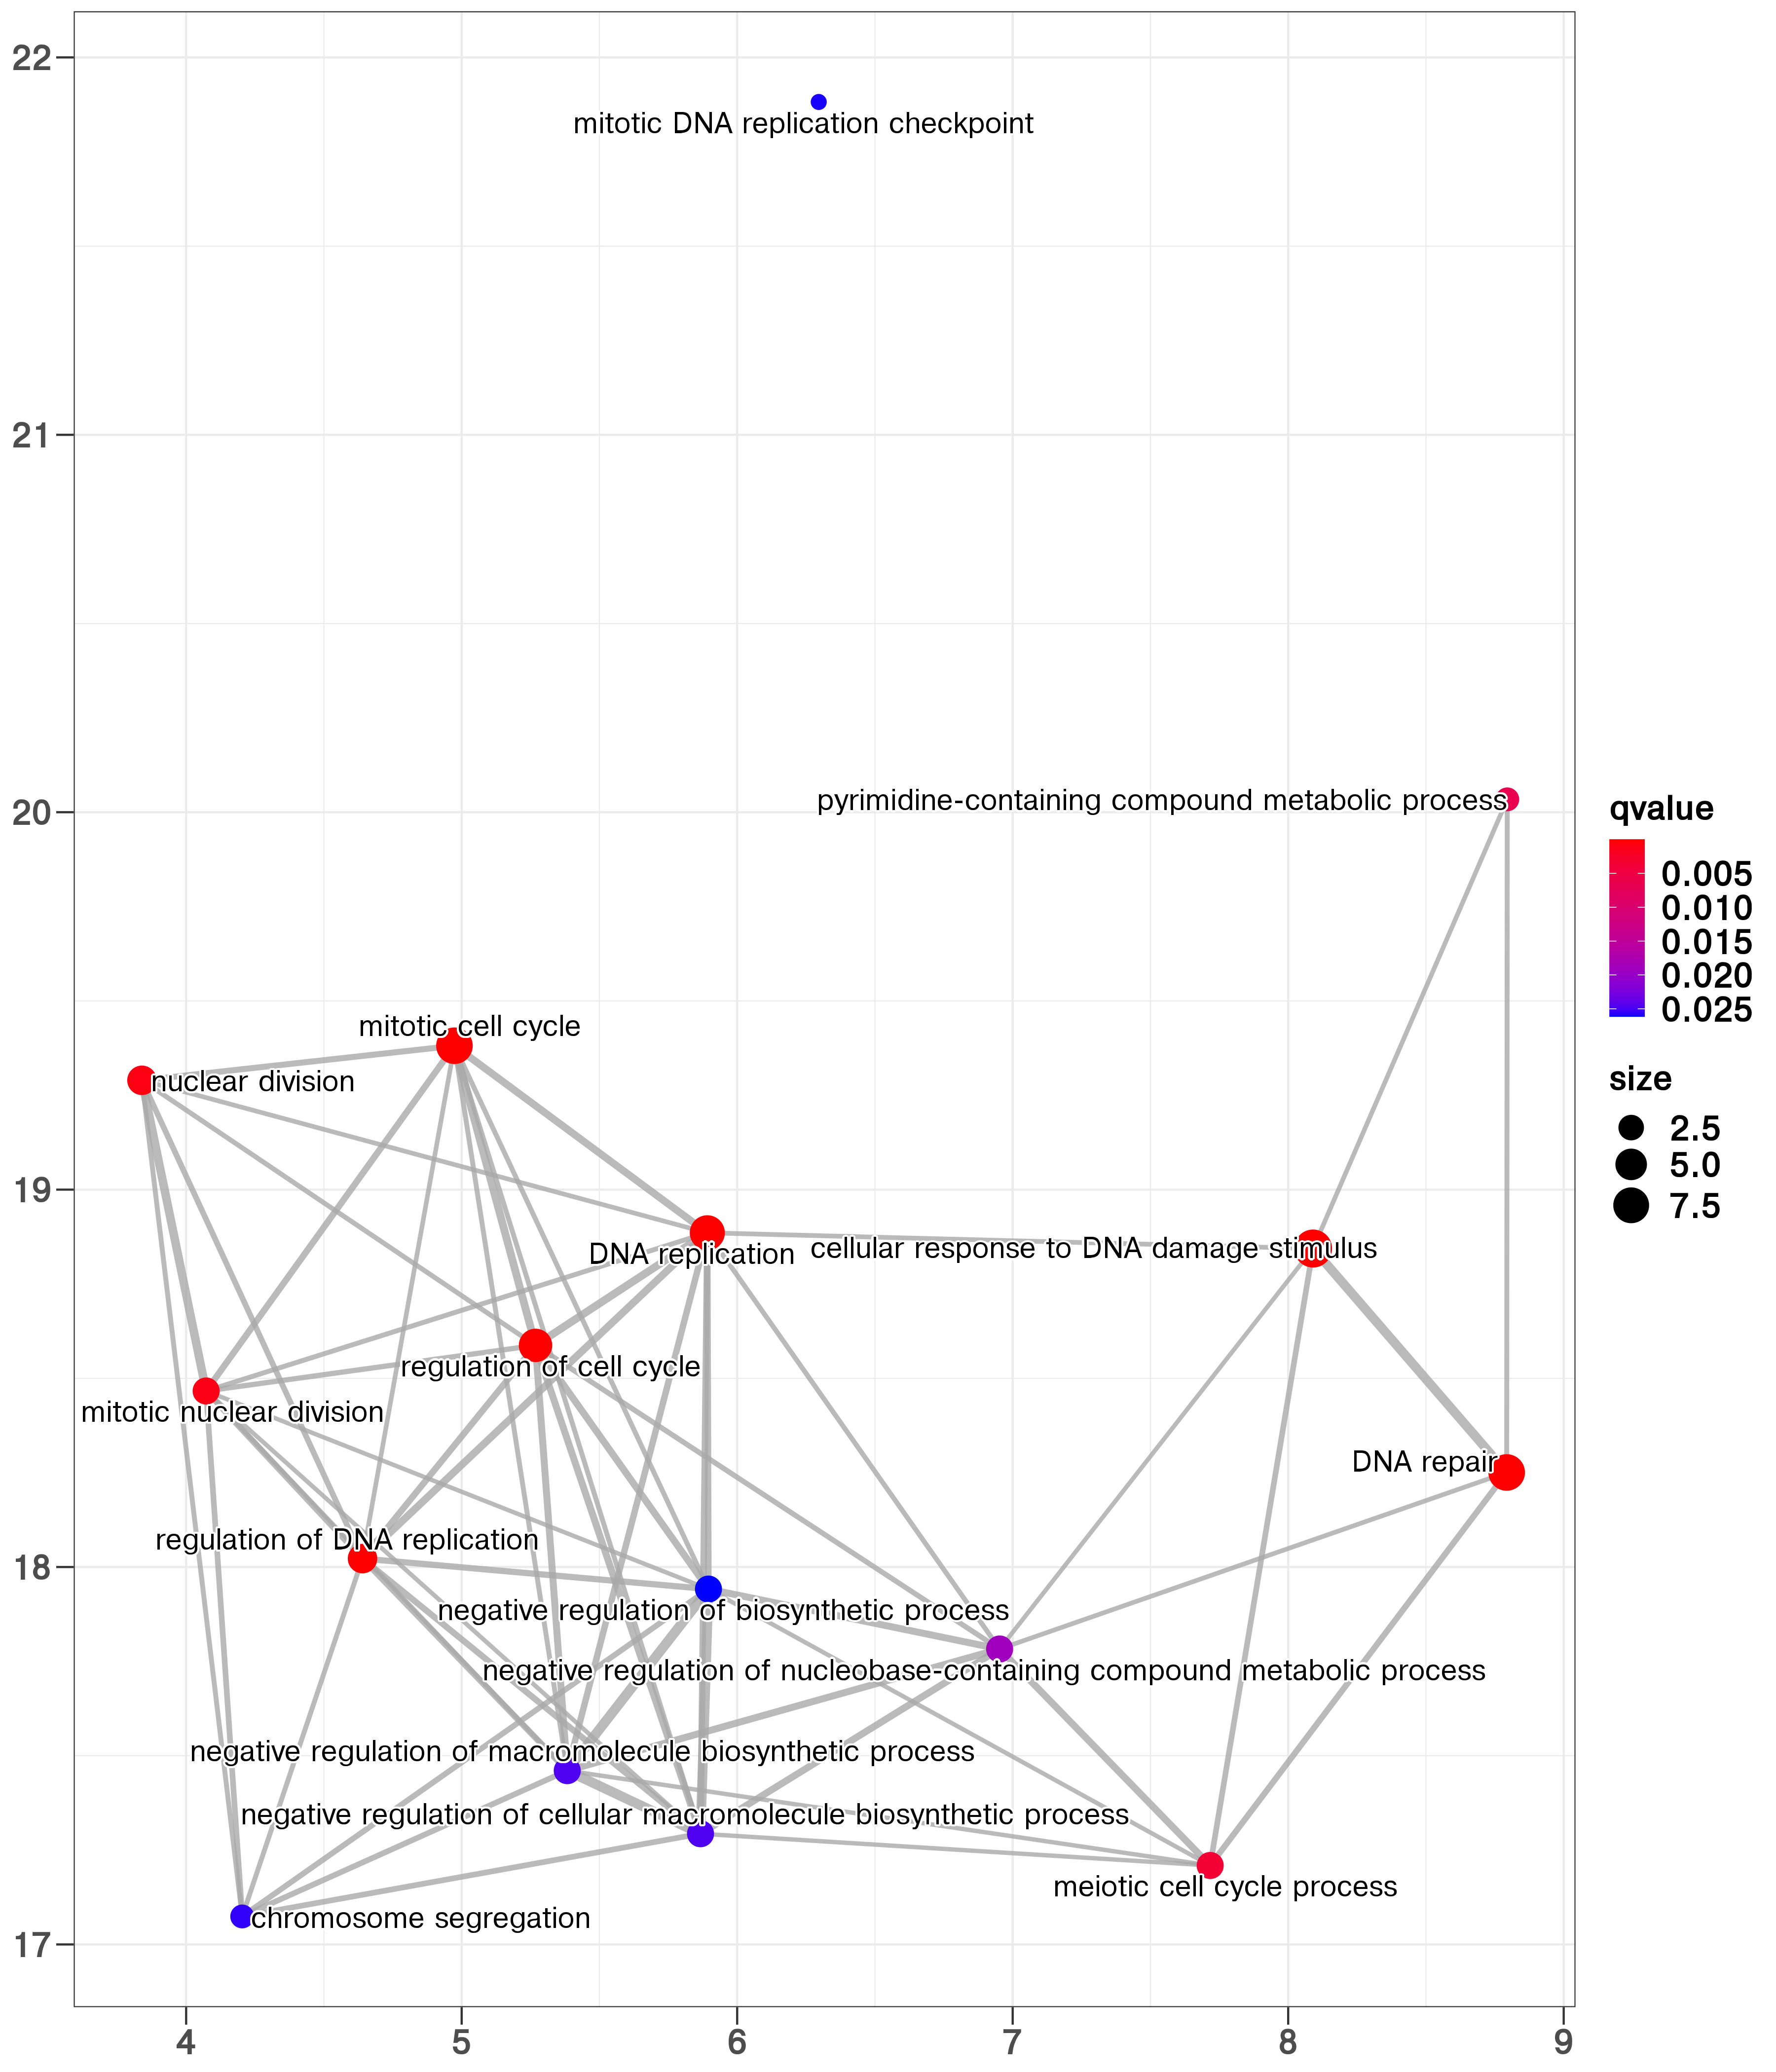 22
mitotic DNA replication checkpoint
21
pyrimidine-containing compound metabolic process
20
mitotic cell cycle
nuclear division
19
DNA replication
cellular response to DNA damage stimulus
regulation of cell cycle
mitotic nuclear division
DNA repair
regulation of DNA replication
18
negative regulation of biosynthetic process
negative regulation of nucleobase-containing compound metabolic process
negative regulation of macromolecule biosynthetic process
negative regulation of cellular macromolecule biosynthetic process
meiotic cell cycle process
chromosome segregation
17
4 5 6 7 8 9
qvalue
0.005
0.010
0.015
0.020
0.025
size
2.5
5.0
7.5